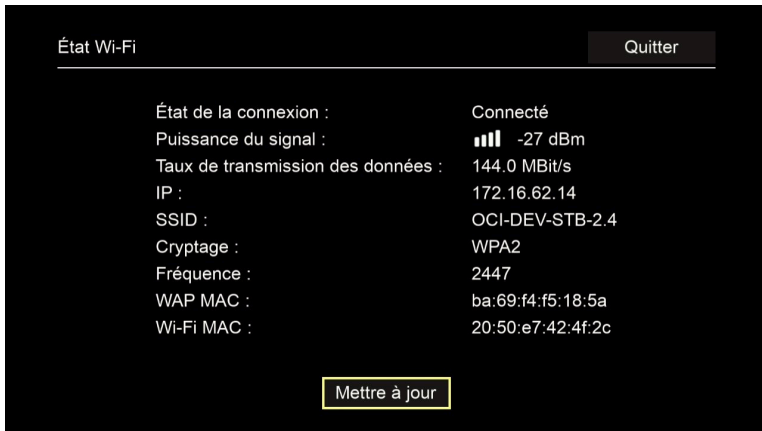 État Wi-Fi
Quitter
État de la connexion : Connecté
Puissance du signal : -27 dBm
Taux de transmission des données : 144.0 MBit/s
IP : 172.16.62.14
SSID : OCI-DEV-STB-2.4
Cryptage : WPA2
Fréquence : 2447
WAP MAC : ba:69:f4:f5:18:5a
Wi-Fi MAC : 20:50:e7:42:4f:2c
Mettre à jour